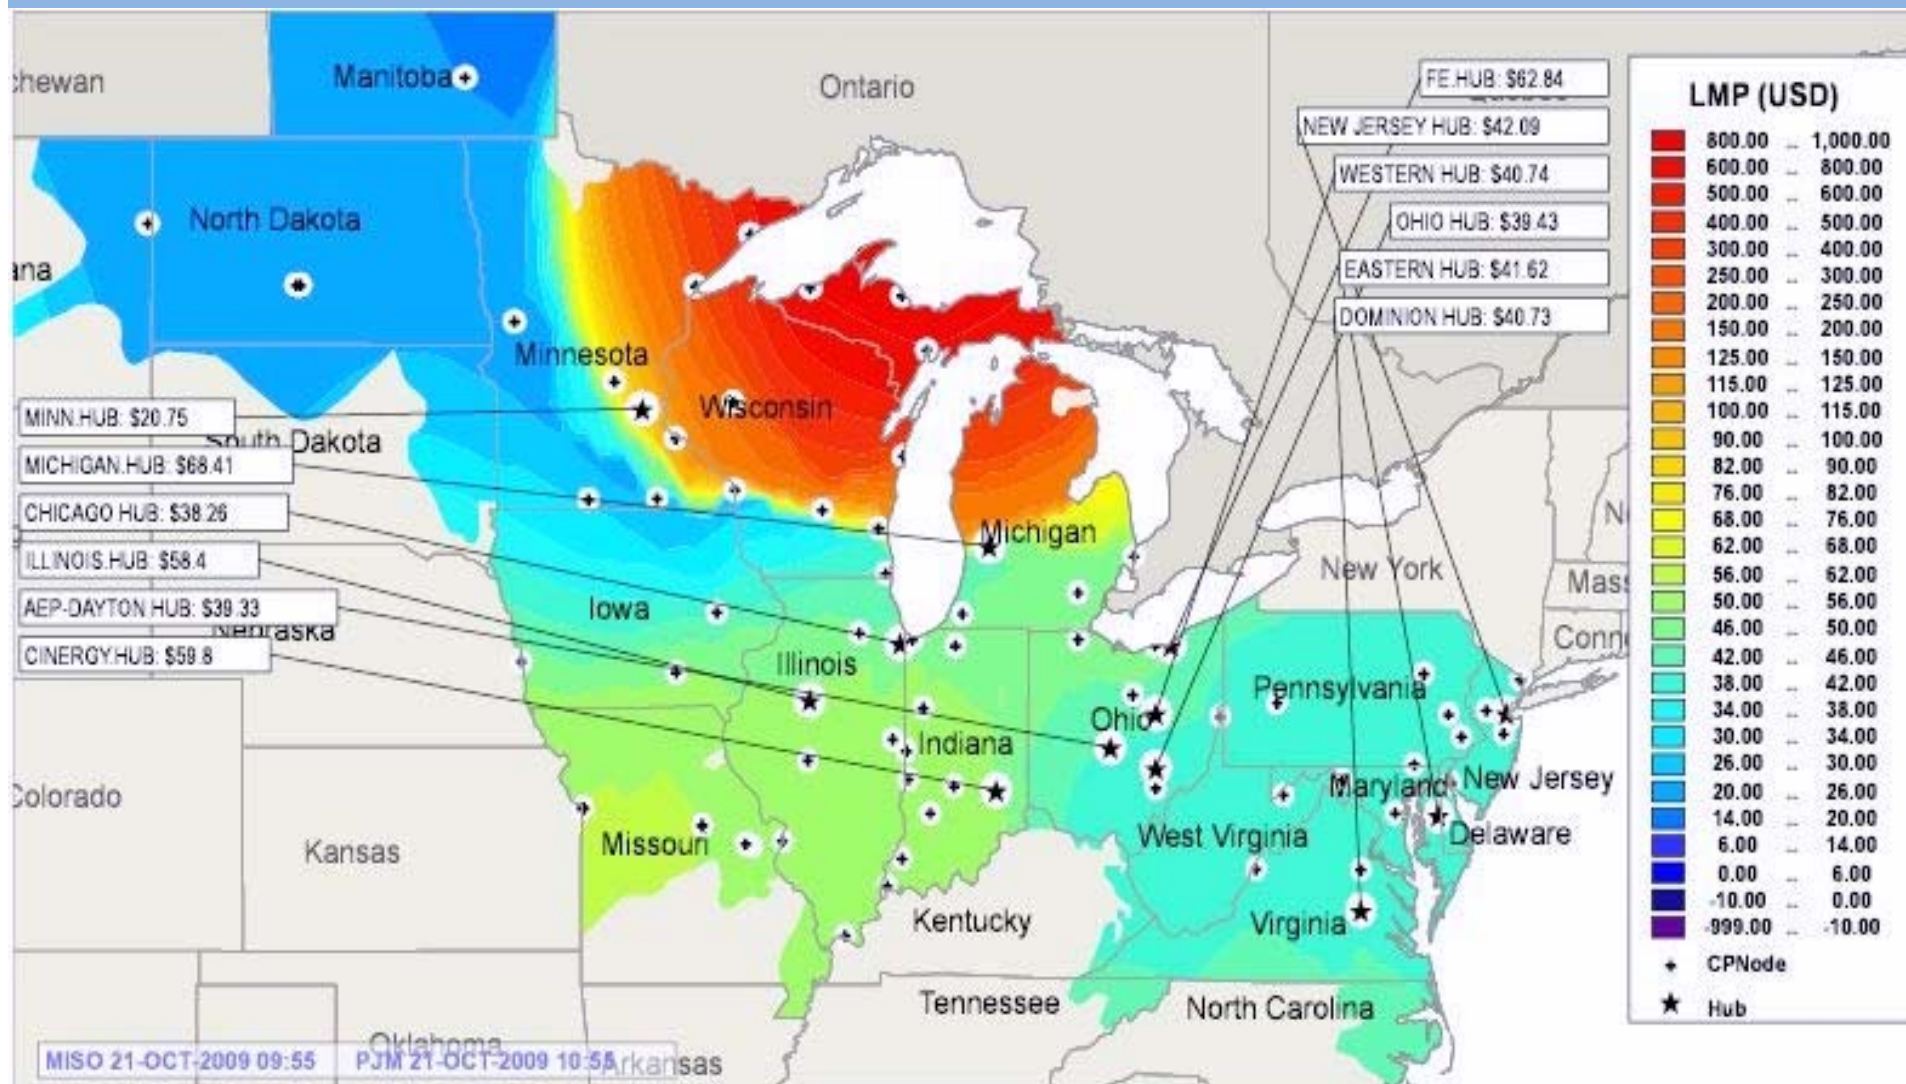 chewan
Manitoba
Ontario
North Dakota
ana
Minnesota
Wisconsin
South Dakota
Michigan
Iowa
Nebraska
Illinois
Indiana
Ohio
Pennsylvania
New York
Mass
Conn
Maryland
New Jersey
Delaware
West Virginia
Virginia
Colorado
Kansas
Missouri
Kentucky
Tennessee
North Carolina
Oklahoma
Arkansas
MINN.HUB: $20.75
MICHIGAN.HUB: $68.41
CHICAGO HUB: $38.26
ILLINOIS.HUB: $58.4
AEP-DAYTON HUB: $39.33
CINERGY.HUB: $59.8
FE.HUB: $62.84
NEW JERSEY HUB: $42.09
WESTERN HUB: $40.74
OHIO HUB: $39.43
EASTERN HUB: $41.62
DOMINION HUB: $40.73
LMP (USD)
800.00 .. 1,000.00
600.00 .. 800.00
500.00 .. 600.00
400.00 .. 500.00
300.00 .. 400.00
250.00 .. 300.00
200.00 .. 250.00
150.00 .. 200.00
125.00 .. 150.00
115.00 .. 125.00
100.00 .. 115.00
90.00 .. 100.00
82.00 .. 90.00
76.00 .. 82.00
68.00 .. 76.00
62.00 .. 68.00
56.00 .. 62.00
50.00 .. 56.00
46.00 .. 50.00
42.00 .. 46.00
38.00 .. 42.00
34.00 .. 38.00
30.00 .. 34.00
26.00 .. 30.00
20.00 .. 26.00
14.00 .. 20.00
6.00 .. 14.00
0.00 .. 6.00
-10.00 .. 0.00
-999.00 .. -10.00
CPNode
Hub
MISO 21-OCT-2009 09:55 PJM 21-OCT-2009 10:55